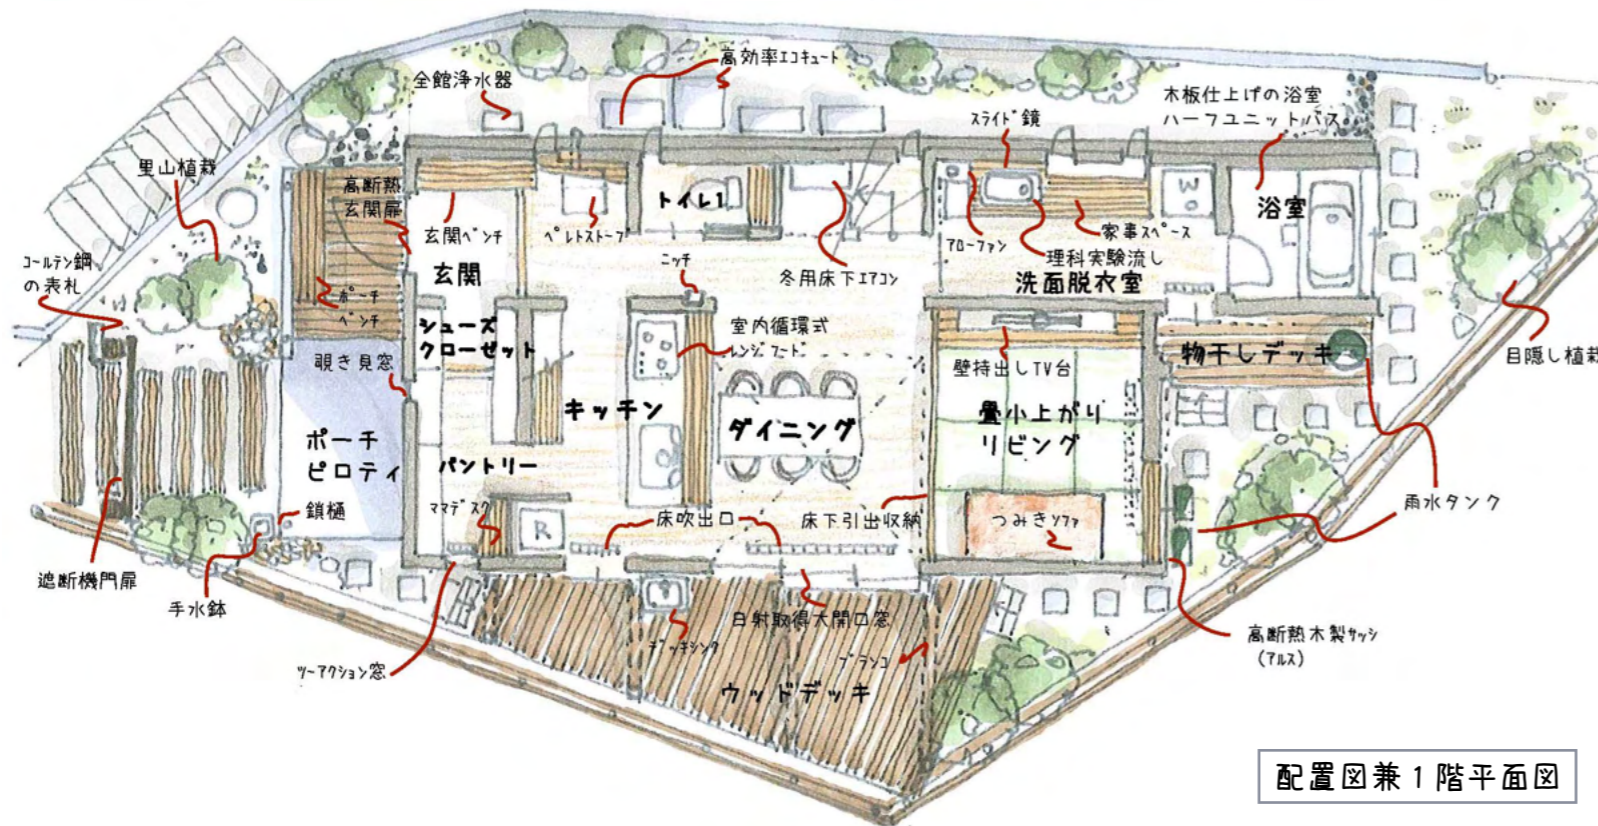 高効率エコキュート
全館浄水器
木板仕上げの浴室
ハーフユニットバス
スライド鏡
里山植栽
高断熱
玄関扉
トイレ1
W
浴室
玄関ベンチ
ペレットストーブ
家事スペース
フローファン
理科実験流し
コールテン鋼
の表札
ニッチ
玄関
冬用床下エアコン
洗面脱衣室
ポーチ
ベンチ
シューズ
クローゼット
室内循環式
レンジフード
物干しデッキ
目隠し植栽
覗き見窓
壁持出しTV台
キッチン
ダイニング
畳小上がり
リビング
ポーチ
ピロティ
パントリー
鎖樋
ママデスク
R
床吹出口
床下引出収納
つみきソファ
雨水タンク
遮断機門扉
手水鉢
日射取得大開口窓
高断熱木製サッシ
(アルス)
デッキシンク
ブランコ
ツーアクション窓
ウッドデッキ
配置図兼1階平面図